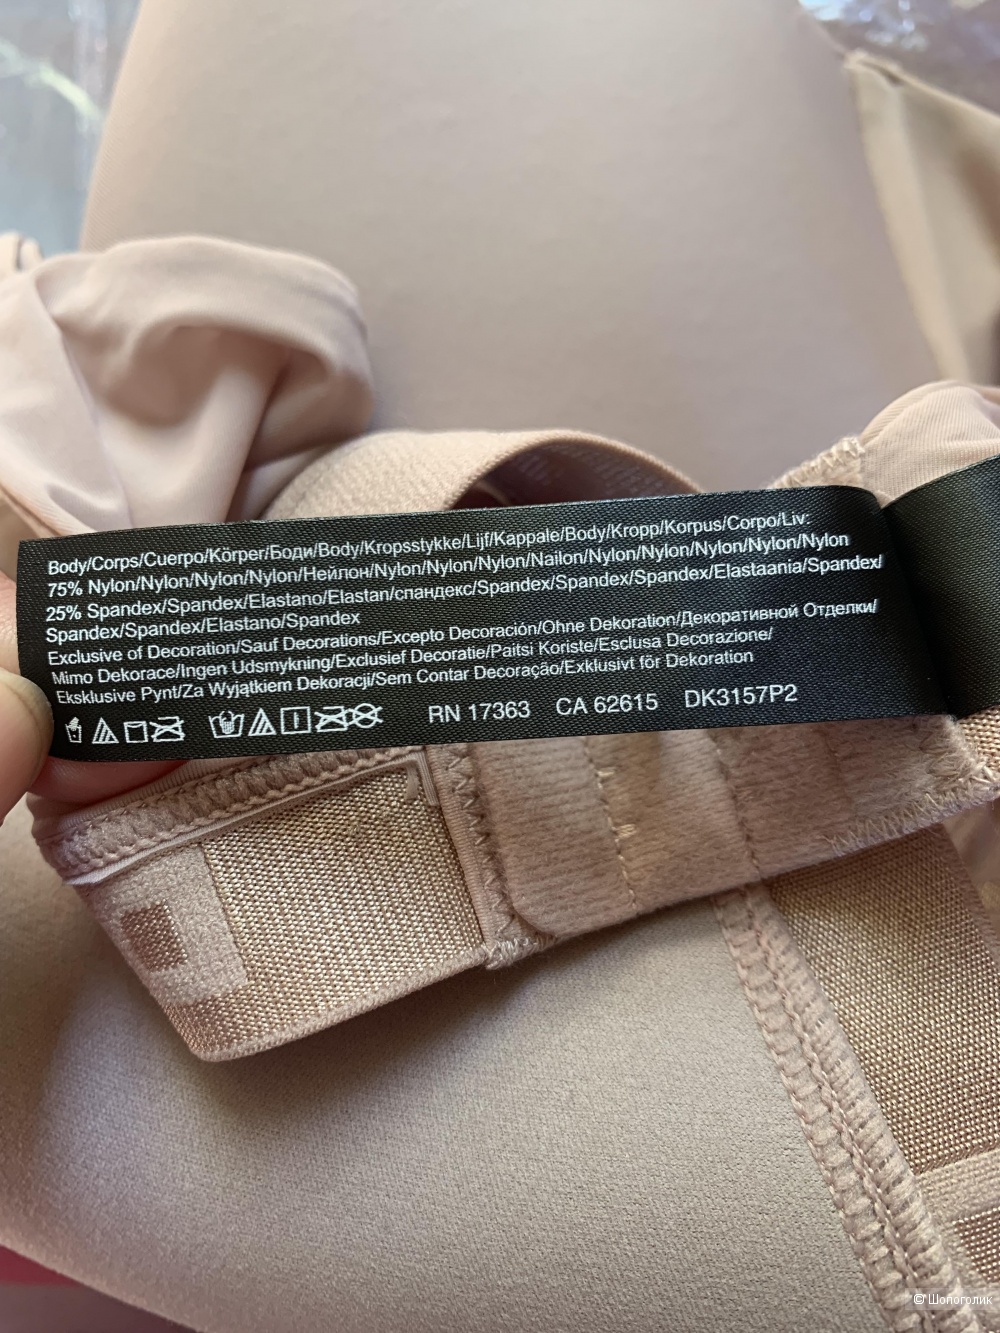 Body/Corps/Cuerpo/Körper/Боди/Body/Kropsstykke/Lijf/Kappale/Body/Kropp/Korpus/Corpo/Liv:
75% Nylon/Nylon/Nylon/Nylon/Нейлон/Nylon/Nylon/Nylon/Nailon/Nylon/Nylon/Nylon/Nylon/Nylon
25% Spandex/Spandex/Elastano/Elastan/спандекс/Spandex/Spandex/Spandex/Elastaania/Spandex/
Spandex/Spandex/Elastano/Spandex
Exclusive of Decoration/Sauf Decorations/Excepto Decoración/Ohne Dekoration/Декоративной Отделки/
Mimo Dekorace/Ingen Udsmykning/Exclusief Decoratie/Paitsi Koriste/Esclusa Decorazione/
Eksklusive Pynt/Za Wyjątkiem Dekoracji/Sem Contar Decoração/Exklusivt för Dekoration
RN 17363 CA 62615 DK3157P2
© Шопоголик